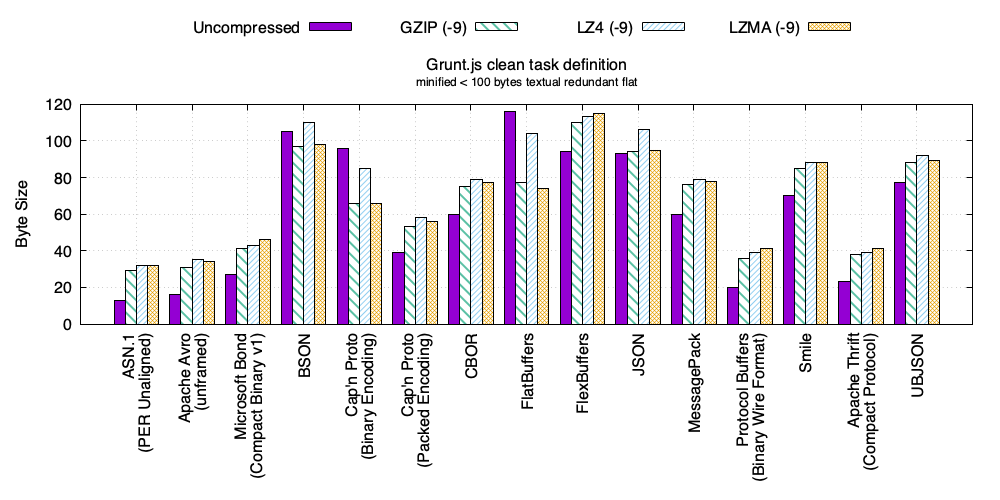 Uncompressed GZIP (-9) LZ4 (-9) LZMA (-9)
Grunt.js clean task definition
minified < 100 bytes textual redundant flat
Byte Size
120
100
80
60
40
20
0
ASN.1
(PER Unaligned)
Apache Avro
(unframed)
Microsoft Bond
(Compact Binary v1)
BSON
Cap'n Proto
(Binary Encoding)
Cap'n Proto
(Packed Encoding)
CBOR
FlatBuffers
FlexBuffers
JSON
MessagePack
Protocol Buffers
(Binary Wire Format)
Smile
Apache Thrift
(Compact Protocol)
UBJSON